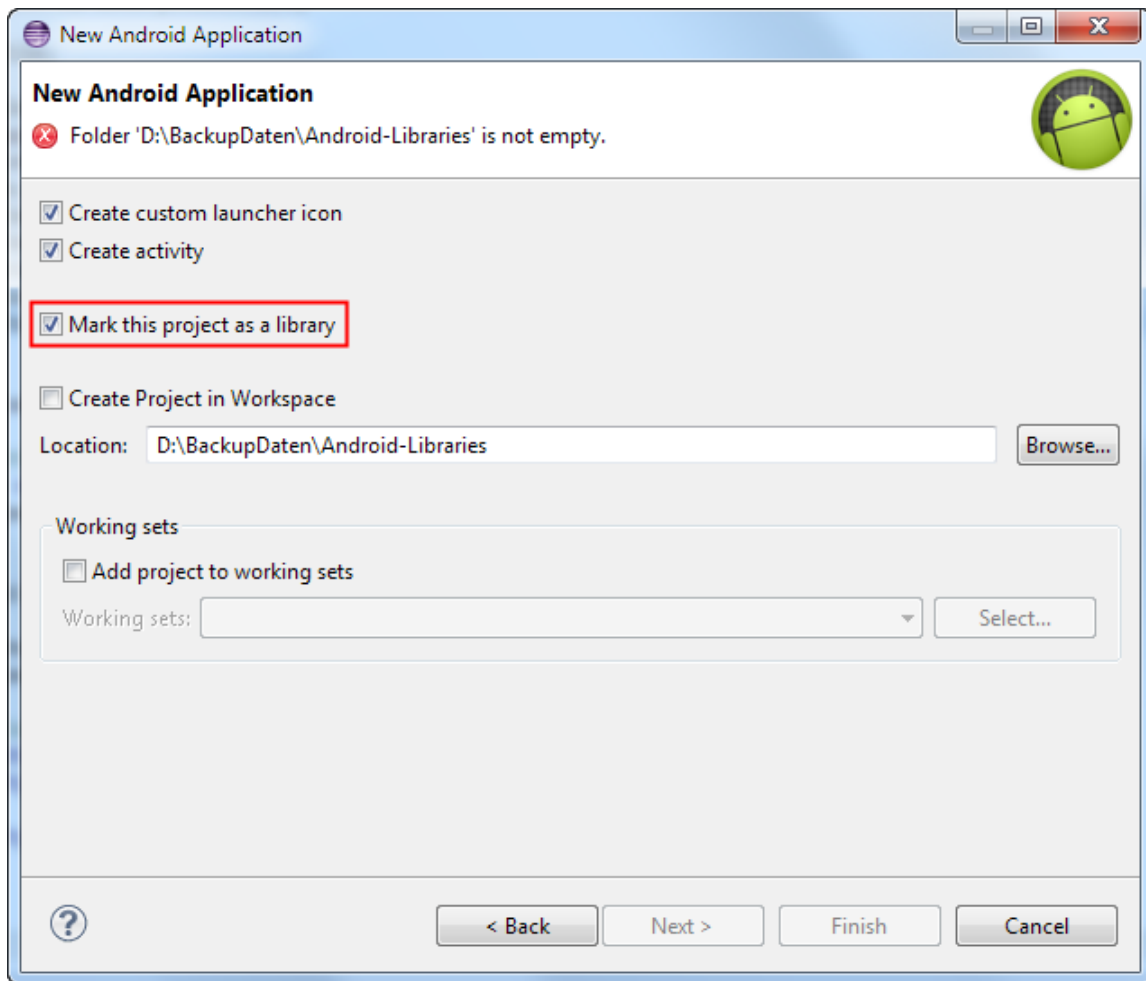 New Android Application
New Android Application
Folder 'D:\BackupDaten\Android-Libraries' is not empty.
Create custom launcher icon
Create activity
Mark this project as a library
Create Project in Workspace
Location: D:\BackupDaten\Android-Libraries Browse...
Working sets
Add project to working sets
Working sets: Select...
? < Back Next > Finish Cancel